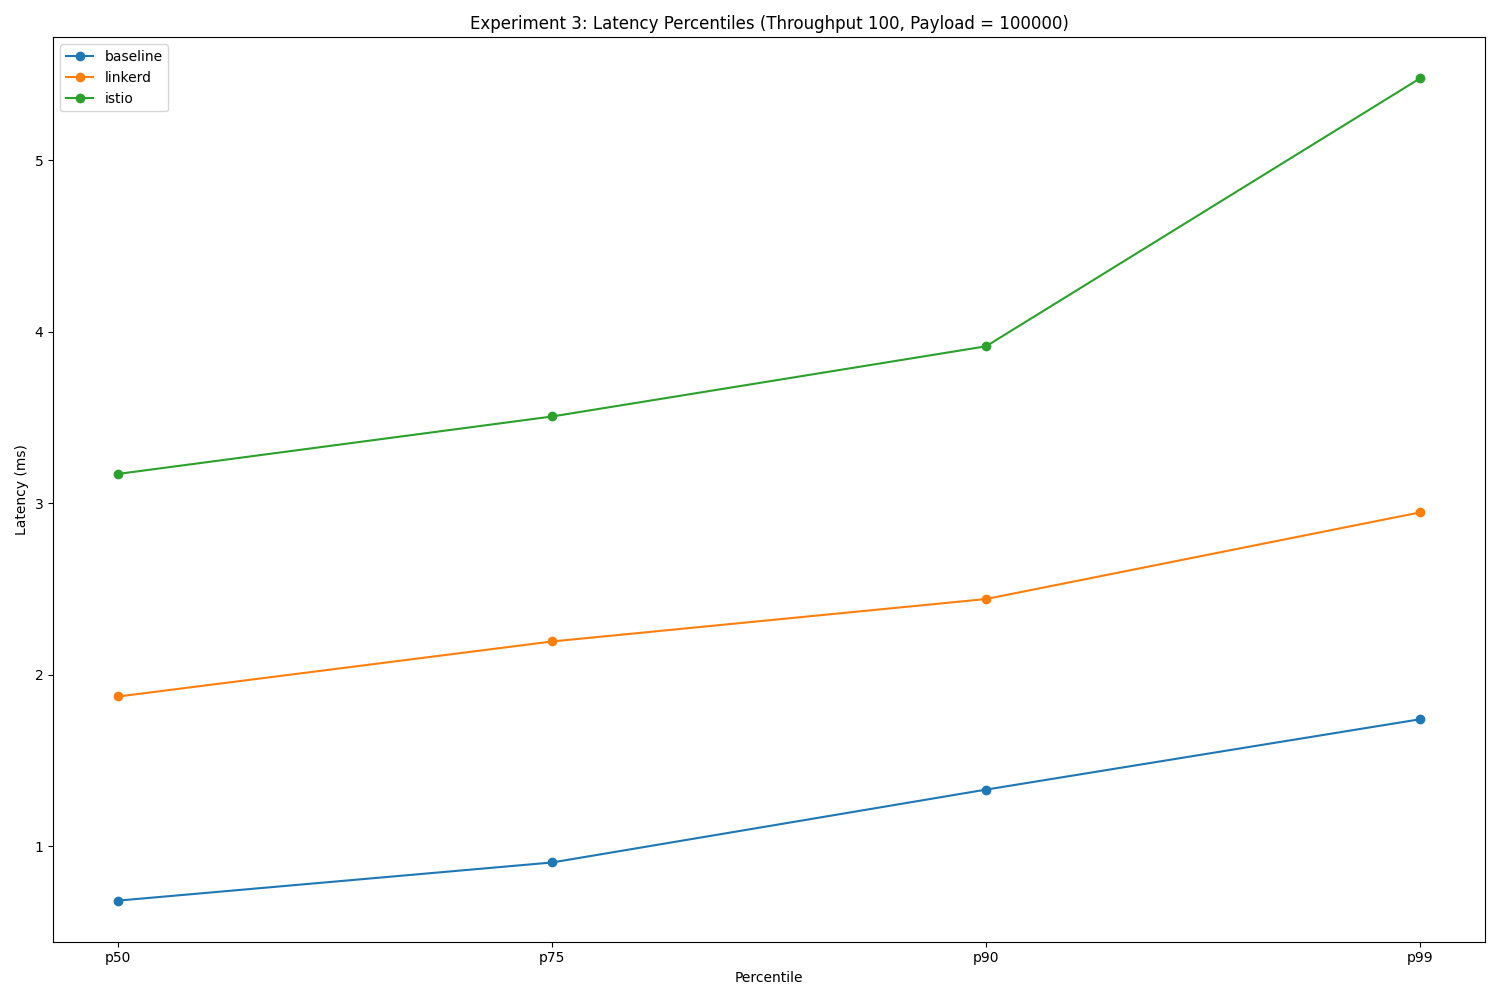 Experiment 3: Latency Percentiles (Throughput 100, Payload = 100000)
baseline
linkerd
istio
5
4
3
2
1
Latency (ms)
p50 p75 p90 p99
Percentile